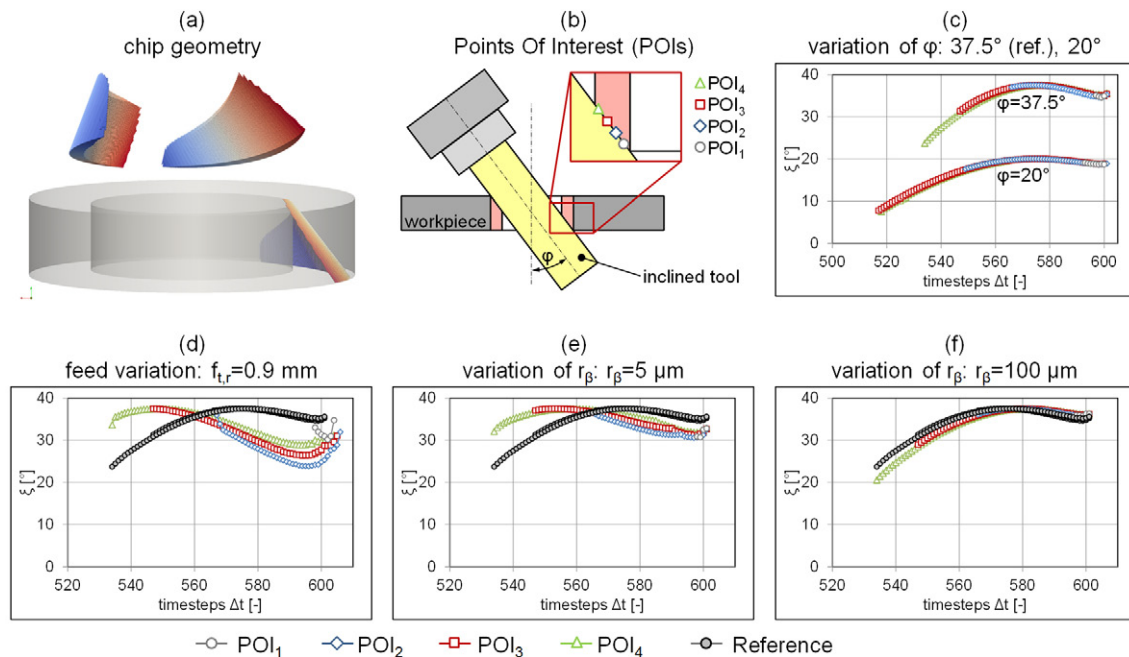 (a)
chip geometry
(b)
Points Of Interest (POIs)
POI₄
POI₃
POI₂
POI₁
workpiece
φ
inclined tool
(c)
variation of φ: 37.5° (ref.), 20°
40
30
20
10
0
ξ [°]
φ=37.5°
φ=20°
500 520 540 560 580 600
timesteps Δt [-]
(d)
feed variation: fₜ,ᵣ=0.9 mm
40
30
20
10
0
ξ [°]
520 540 560 580 600
timesteps Δt [-]
(e)
variation of rᵦ: rᵦ=5 µm
40
30
20
10
0
ξ [°]
520 540 560 580 600
timesteps Δt [-]
(f)
variation of rᵦ: rᵦ=100 µm
40
30
20
10
0
ξ [°]
520 540 560 580 600
timesteps Δt [-]
POI₁ POI₂ POI₃ POI₄ Reference